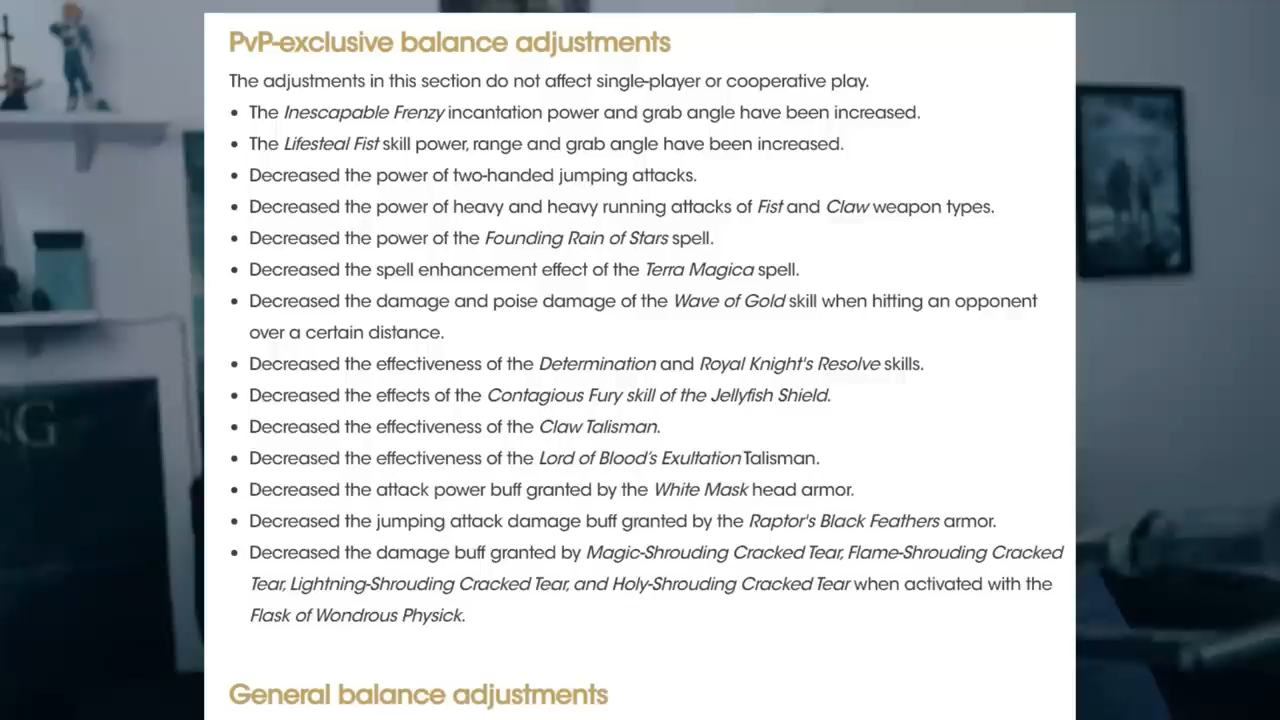 PvP-exclusive balance adjustments
The adjustments in this section do not affect single-player or cooperative play.
• The Inescapable Frenzy incantation power and grab angle have been increased.
• The Lifesteal Fist skill power, range and grab angle have been increased.
• Decreased the power of two-handed jumping attacks.
• Decreased the power of heavy and heavy running attacks of Fist and Claw weapon types.
• Decreased the power of the Founding Rain of Stars spell.
• Decreased the spell enhancement effect of the Terra Magica spell.
• Decreased the damage and poise damage of the Wave of Gold skill when hitting an opponent
over a certain distance.
• Decreased the effectiveness of the Determination and Royal Knight's Resolve skills.
• Decreased the effects of the Contagious Fury skill of the Jellyfish Shield.
• Decreased the effectiveness of the Claw Talisman.
• Decreased the effectiveness of the Lord of Blood’s Exultation Talisman.
• Decreased the attack power buff granted by the White Mask head armor.
• Decreased the jumping attack damage buff granted by the Raptor's Black Feathers armor.
• Decreased the damage buff granted by Magic-Shrouding Cracked Tear, Flame-Shrouding Cracked
Tear, Lightning-Shrouding Cracked Tear, and Holy-Shrouding Cracked Tear when activated with the
Flask of Wondrous Physick.
General balance adjustments
NG